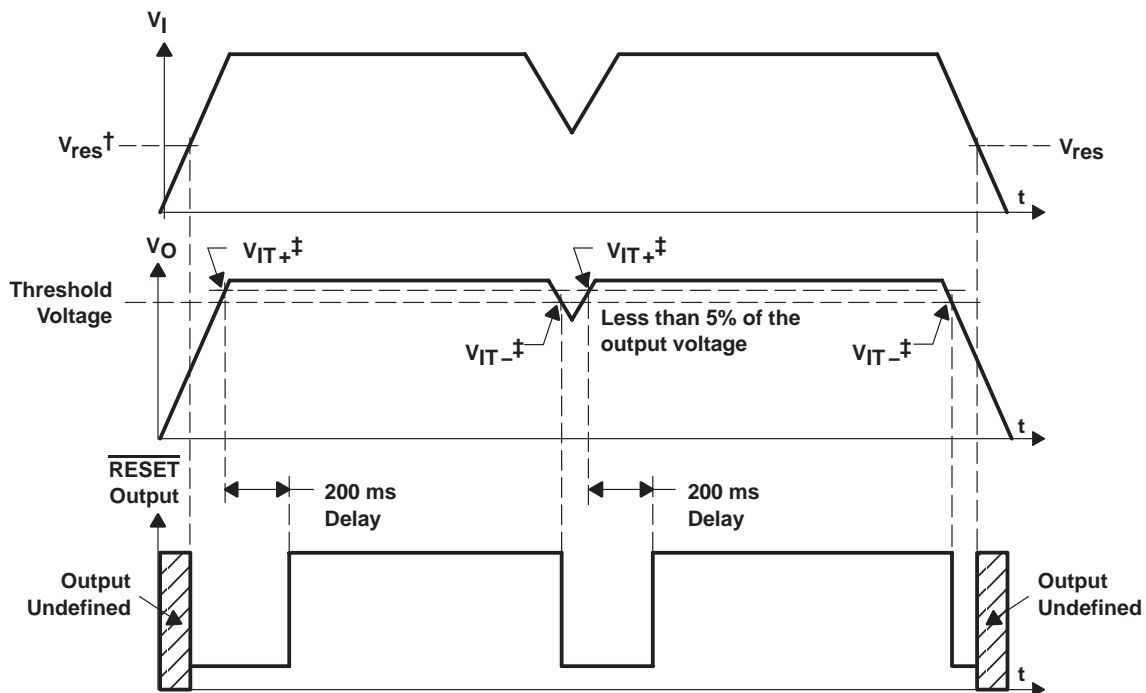 VI
Vres†
Vres
t
VO
VIT+‡
VIT+‡
Threshold
Voltage
Less than 5% of the
output voltage
VIT−‡
VIT−‡
t
RESET
Output
200 ms
Delay
200 ms
Delay
Output
Undefined
Output
Undefined
t